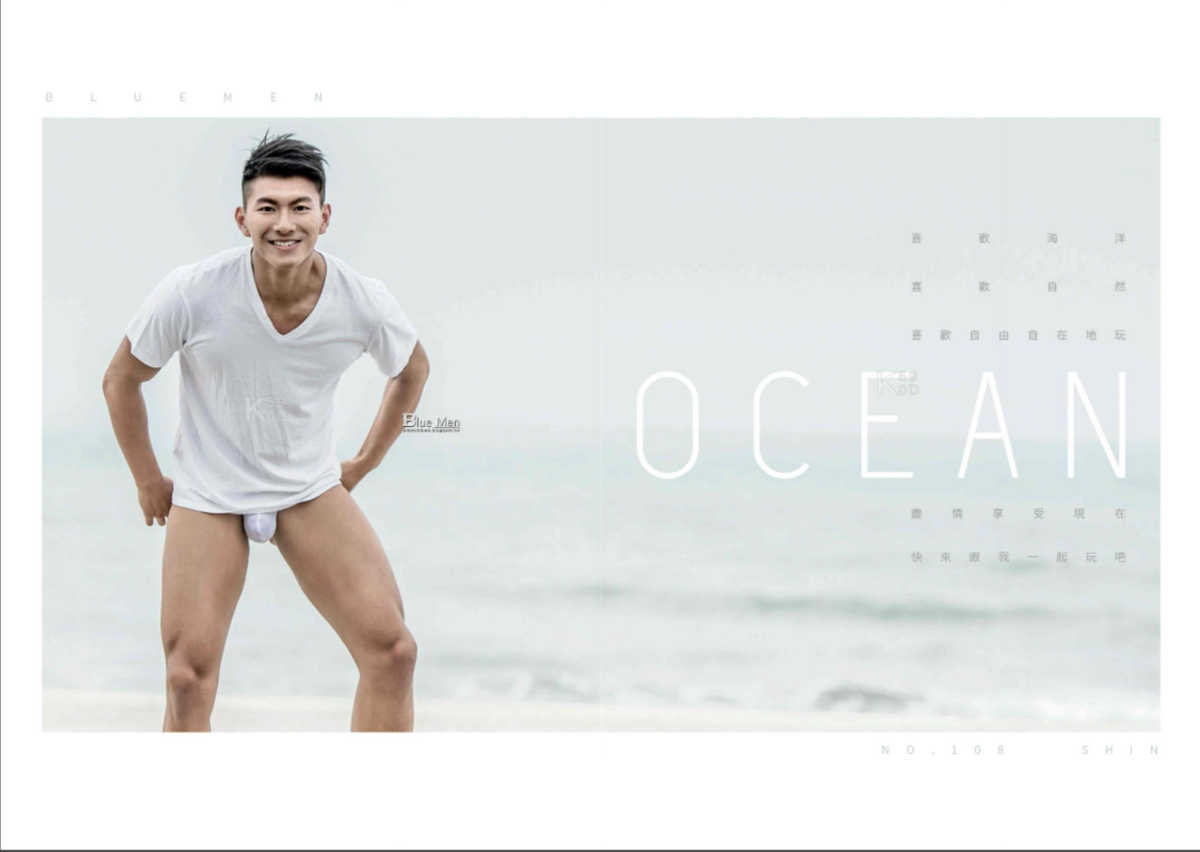 BLUEMEN
喜歡海洋
喜歡自然
喜歡自由自在地玩
OCEAN
盡情享受現在
快來跟我一起玩吧
Blue Men
NO.108 SHIN